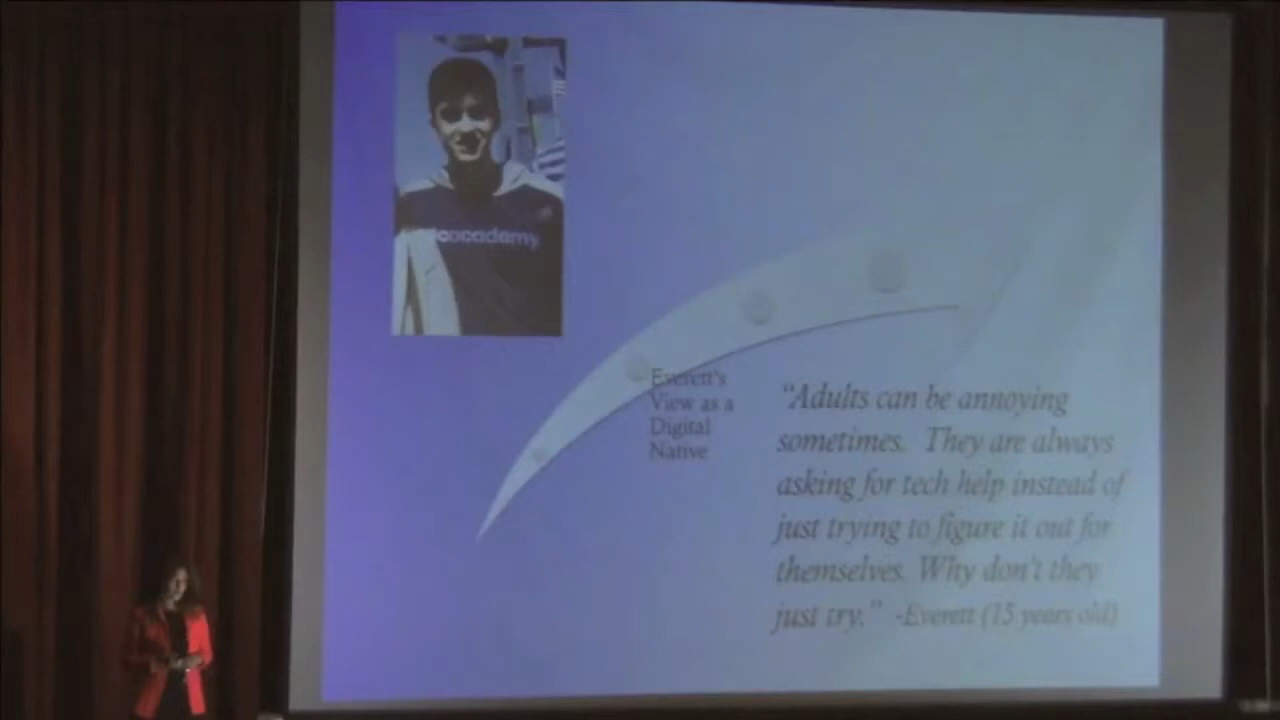 Everett's
View as a
Digital
Native
“Adults can be annoying
sometimes. They are always
asking for tech help instead of
just trying to figure it out for
themselves. Why don't they
just try.” -Everett (15 years old)